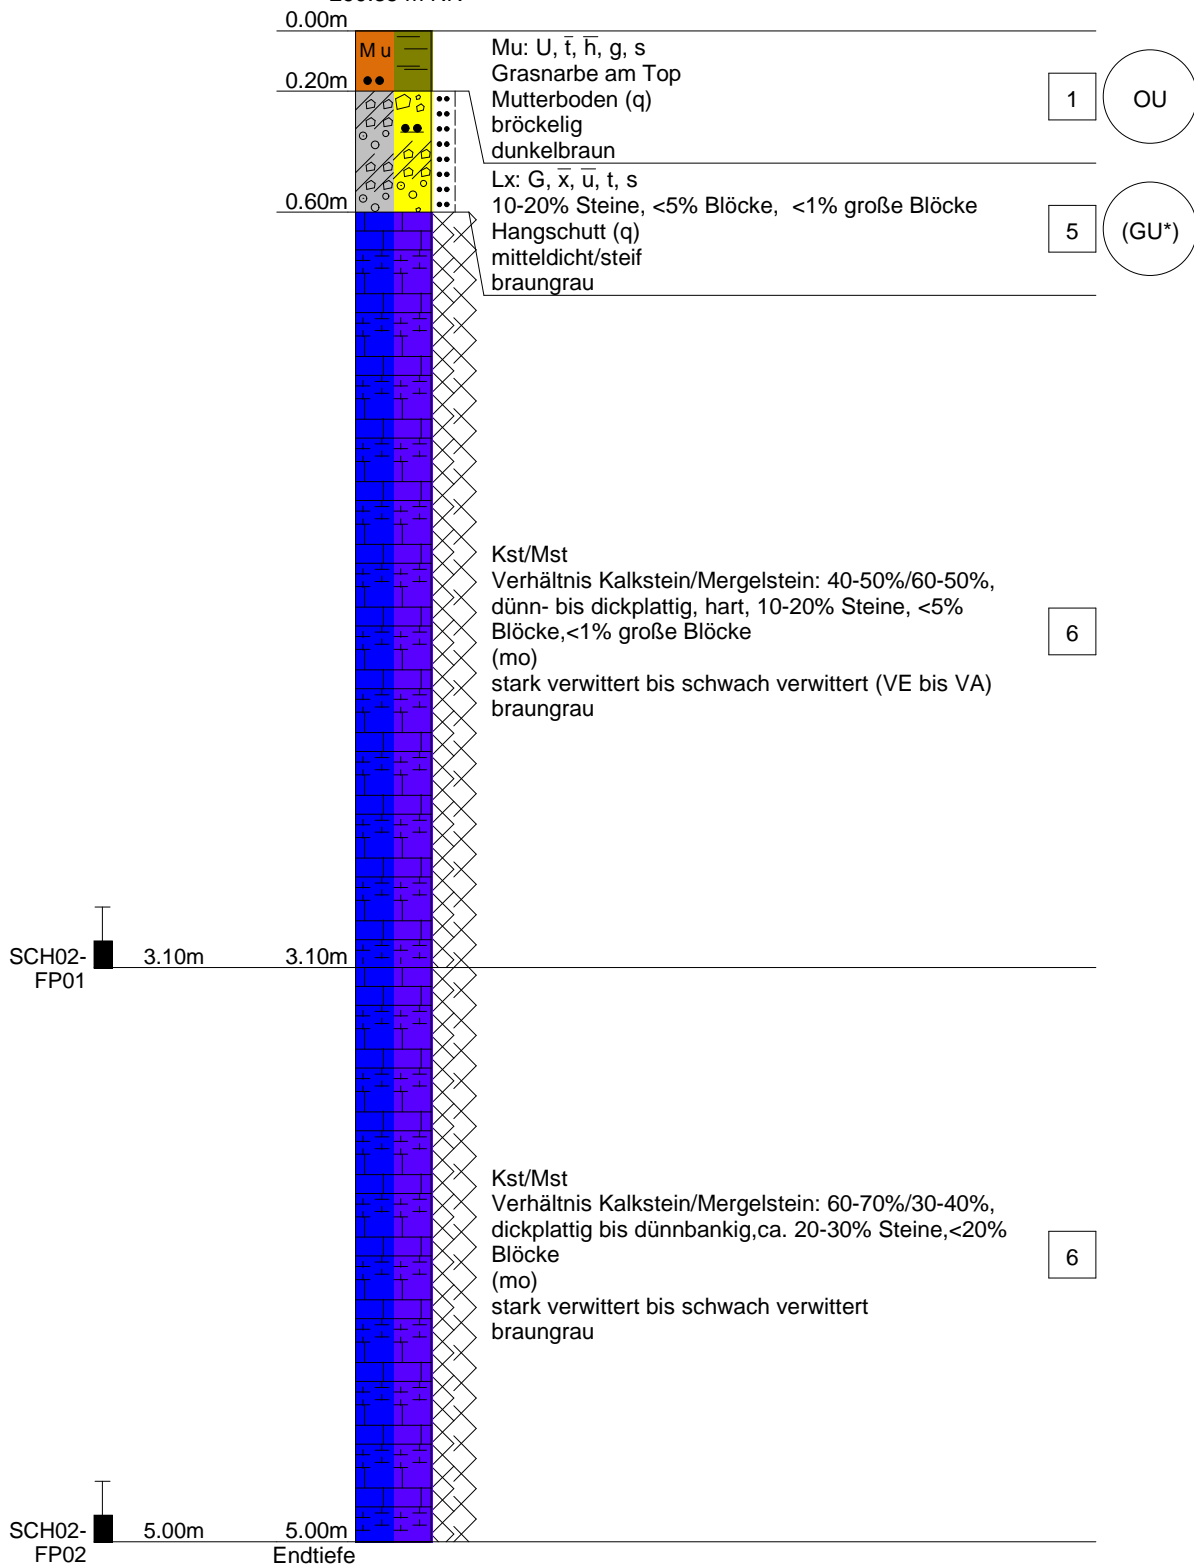 0.00m
M u
Mu: U, t̅, h̅, g, s
Grasnarbe am Top
Mutterboden (q)
bröckelig
dunkelbraun
1
OU
0.20m
Lx: G, x̅, u̅, t, s
10-20% Steine, <5% Blöcke, <1% große Blöcke
Hangschutt (q)
mitteldicht/steif
braungrau
5
(GU*)
0.60m
Kst/Mst
Verhältnis Kalkstein/Mergelstein: 40-50%/60-50%,
dünn- bis dickplattig, hart, 10-20% Steine, <5%
Blöcke,<1% große Blöcke
(mo)
stark verwittert bis schwach verwittert (VE bis VA)
braungrau
6
SCH02-
FP01
3.10m
3.10m
Kst/Mst
Verhältnis Kalkstein/Mergelstein: 60-70%/30-40%,
dickplattig bis dünnbankig,ca. 20-30% Steine,<20%
Blöcke
(mo)
stark verwittert bis schwach verwittert
braungrau
6
SCH02-
FP02
5.00m
5.00m
Endtiefe